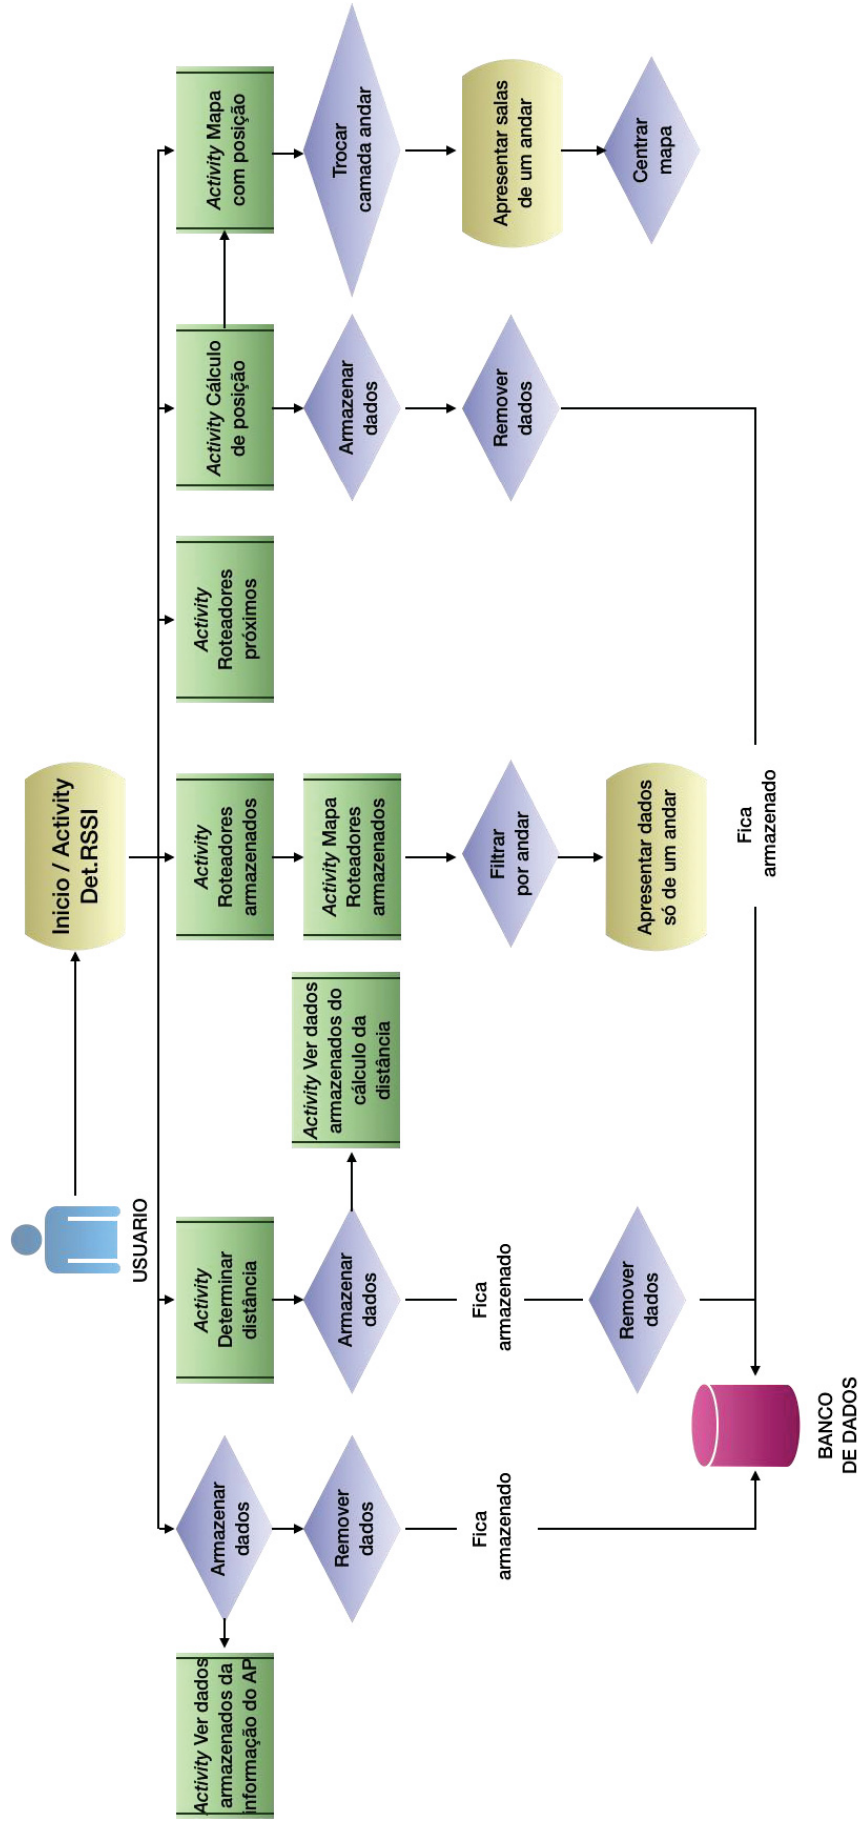 USUARIO
Inicio / Activity
Det.RSSI
Activity Ver dados
armazenados da
informação do AP
Armazenar
dados
Remover
dados
Fica
armazenado
Activity
Determinar
distância
Armazenar
dados
Activity Ver dados
armazenados do
cálculo da
distância
Fica
armazenado
Remover
dados
Activity
Roteadores
armazenados
Activity Mapa
Roteadores
armazenados
Filtrar
por andar
Apresentar dados
só de um andar
Activity
Roteadores
próximos
Activity Cálculo
de posição
Armazenar
dados
Remover
dados
Fica
armazenado
Activity Mapa
com posição
Trocar
camada andar
Apresentar salas
de um andar
Centrar
mapa
BANCO
DE DADOS